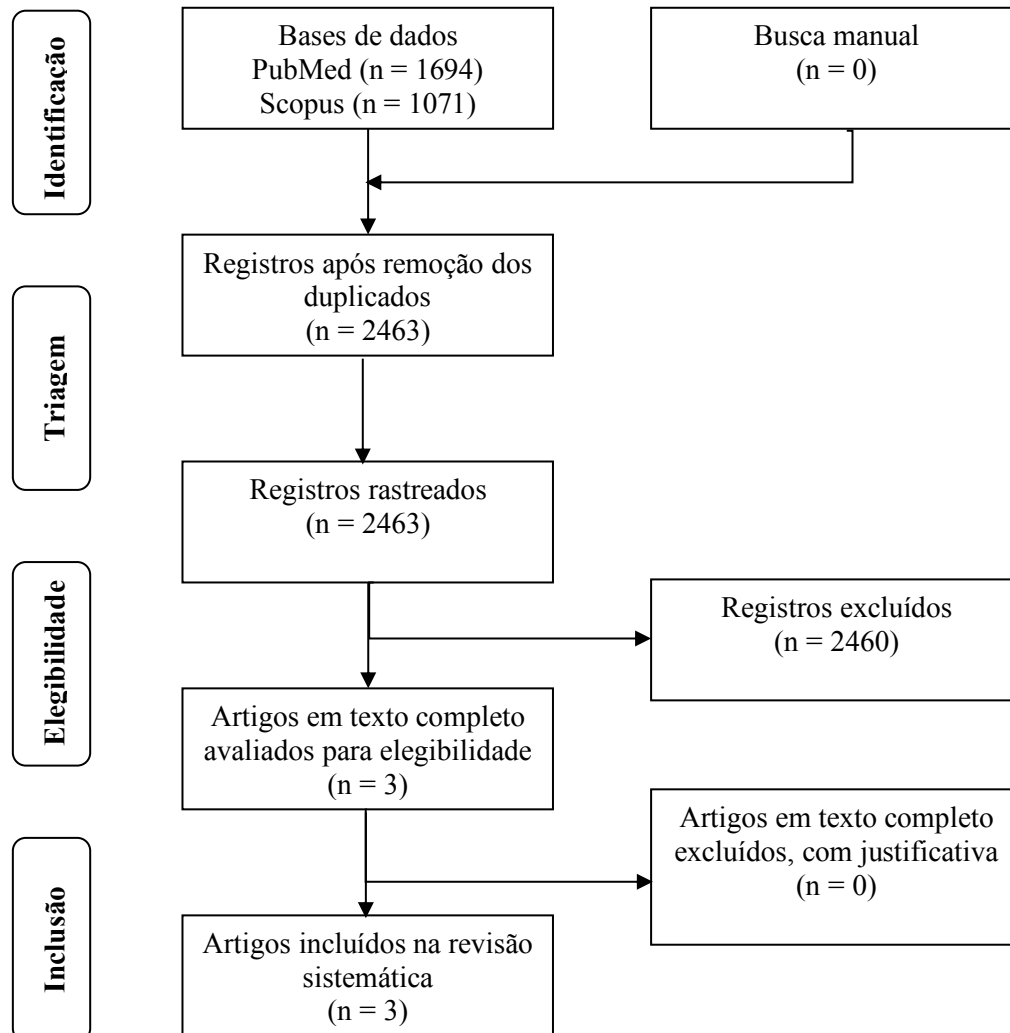 Identificação
Bases de dados
PubMed (n = 1694)
Scopus (n = 1071)
Busca manual
(n = 0)
Triagem
Registros após remoção dos
duplicados
(n = 2463)
Registros rastreados
(n = 2463)
Elegibilidade
Registros excluídos
(n = 2460)
Artigos em texto completo
avaliados para elegibilidade
(n = 3)
Artigos em texto completo
excluídos, com justificativa
(n = 0)
Inclusão
Artigos incluídos na revisão
sistemática
(n = 3)